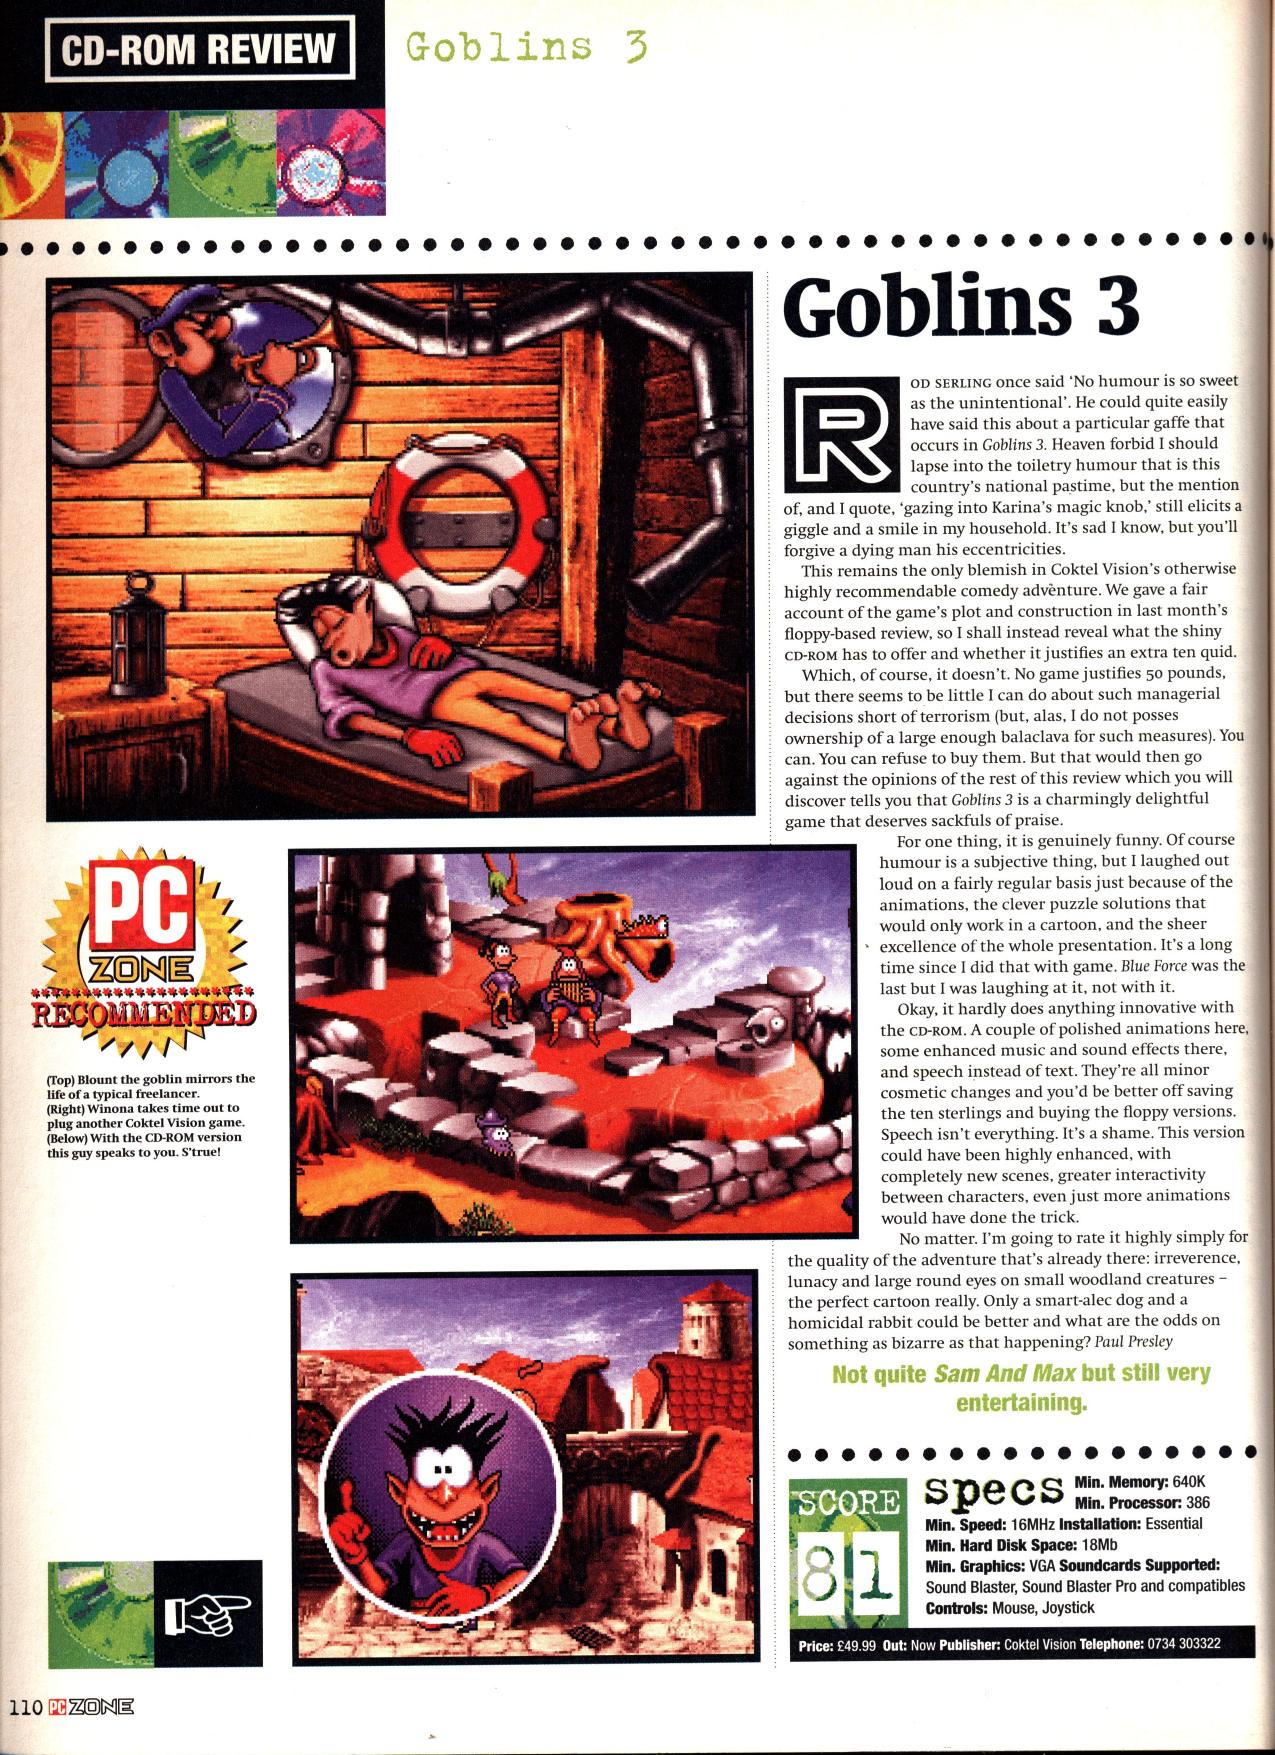 CD-ROM REVIEW
Goblins 3
Goblins 3
ROD SERLING once said 'No humour is so sweet
as the unintentional'. He could quite easily
have said this about a particular gaffe that
occurs in Goblins 3. Heaven forbid I should
lapse into the toiletry humour that is this
country's national pastime, but the mention
of, and I quote, 'gazing into Karina's magic knob,' still elicits a
giggle and a smile in my household. It's sad I know, but you'll
forgive a dying man his eccentricities.
This remains the only blemish in Coktel Vision's otherwise
highly recommendable comedy adventure. We gave a fair
account of the game's plot and construction in last month's
floppy-based review, so I shall instead reveal what the shiny
CD-ROM has to offer and whether it justifies an extra ten quid.
Which, of course, it doesn't. No game justifies 50 pounds,
but there seems to be little I can do about such managerial
decisions short of terrorism (but, alas, I do not posses
ownership of a large enough balaclava for such measures). You
can. You can refuse to buy them. But that would then go
against the opinions of the rest of this review which you will
discover tells you that Goblins 3 is a charmingly delightful
game that deserves sackfuls of praise.
For one thing, it is genuinely funny. Of course
humour is a subjective thing, but I laughed out
loud on a fairly regular basis just because of the
animations, the clever puzzle solutions that
would only work in a cartoon, and the sheer
excellence of the whole presentation. It's a long
time since I did that with game. Blue Force was the
last but I was laughing at it, not with it.
Okay, it hardly does anything innovative with
the CD-ROM. A couple of polished animations here,
some enhanced music and sound effects there,
and speech instead of text. They're all minor
cosmetic changes and you'd be better off saving
the ten sterlings and buying the floppy versions.
Speech isn't everything. It's a shame. This version
could have been highly enhanced, with
completely new scenes, greater interactivity
between characters, even just more animations
would have done the trick.
No matter. I'm going to rate it highly simply for
the quality of the adventure that's already there: irreverence,
lunacy and large round eyes on small woodland creatures –
the perfect cartoon really. Only a smart-alec dog and a
homicidal rabbit could be better and what are the odds on
something as bizarre as that happening? Paul Presley
Not quite Sam And Max but still very
entertaining.
PC
ZONE
RECOMMENDED
(Top) Blount the goblin mirrors the
life of a typical freelancer.
(Right) Winona takes time out to
plug another Coktel Vision game.
(Below) With the CD-ROM version
this guy speaks to you. S'true!
SCORE
81
specs
Min. Memory: 640K
Min. Processor: 386
Min. Speed: 16MHz Installation: Essential
Min. Hard Disk Space: 18Mb
Min. Graphics: VGA Soundcards Supported:
Sound Blaster, Sound Blaster Pro and compatibles
Controls: Mouse, Joystick
Price: £49.99 Out: Now Publisher: Coktel Vision Telephone: 0734 303322
110 PC ZONE